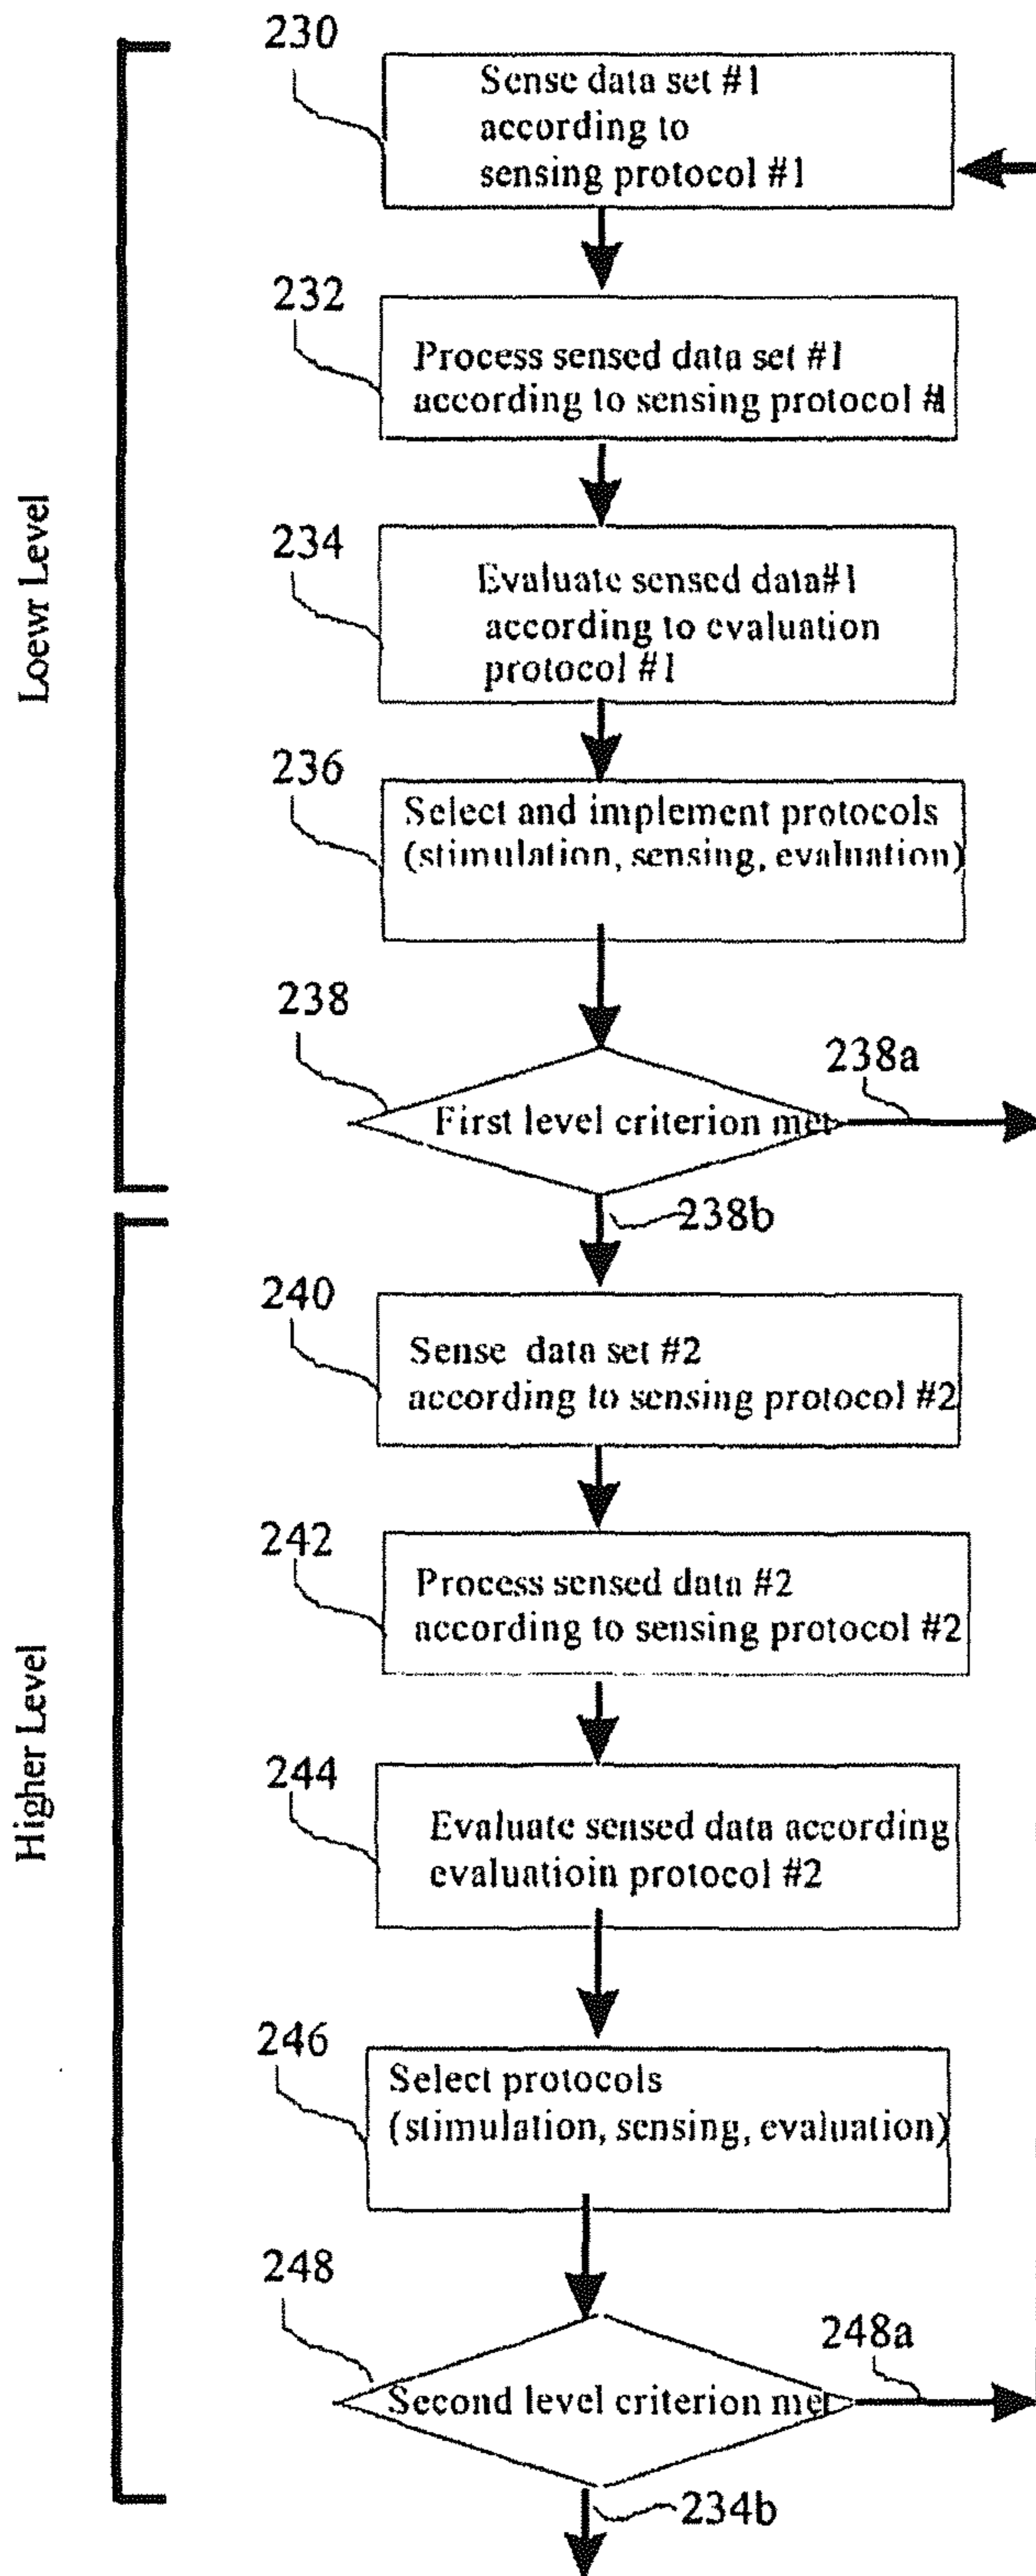 230
Sense data set #1
according to
sensing protocol #1
232
Process sensed data set #1
according to sensing protocol #1
234
Evaluate sensed data#1
according to evaluation
protocol #1
236
Select and implement protocols
(stimulation, sensing, evaluation)
238
First level criterion met
238a
238b
Loewr Level
240
Sense data set #2
according to sensing protocol #2
242
Process sensed data #2
according to sensing protocol #2
244
Evaluate sensed data according
evaluatioin protocol #2
246
Select protocols
(stimulation, sensing, evaluation)
248
Second level criterion met
248a
234b
Higher Level